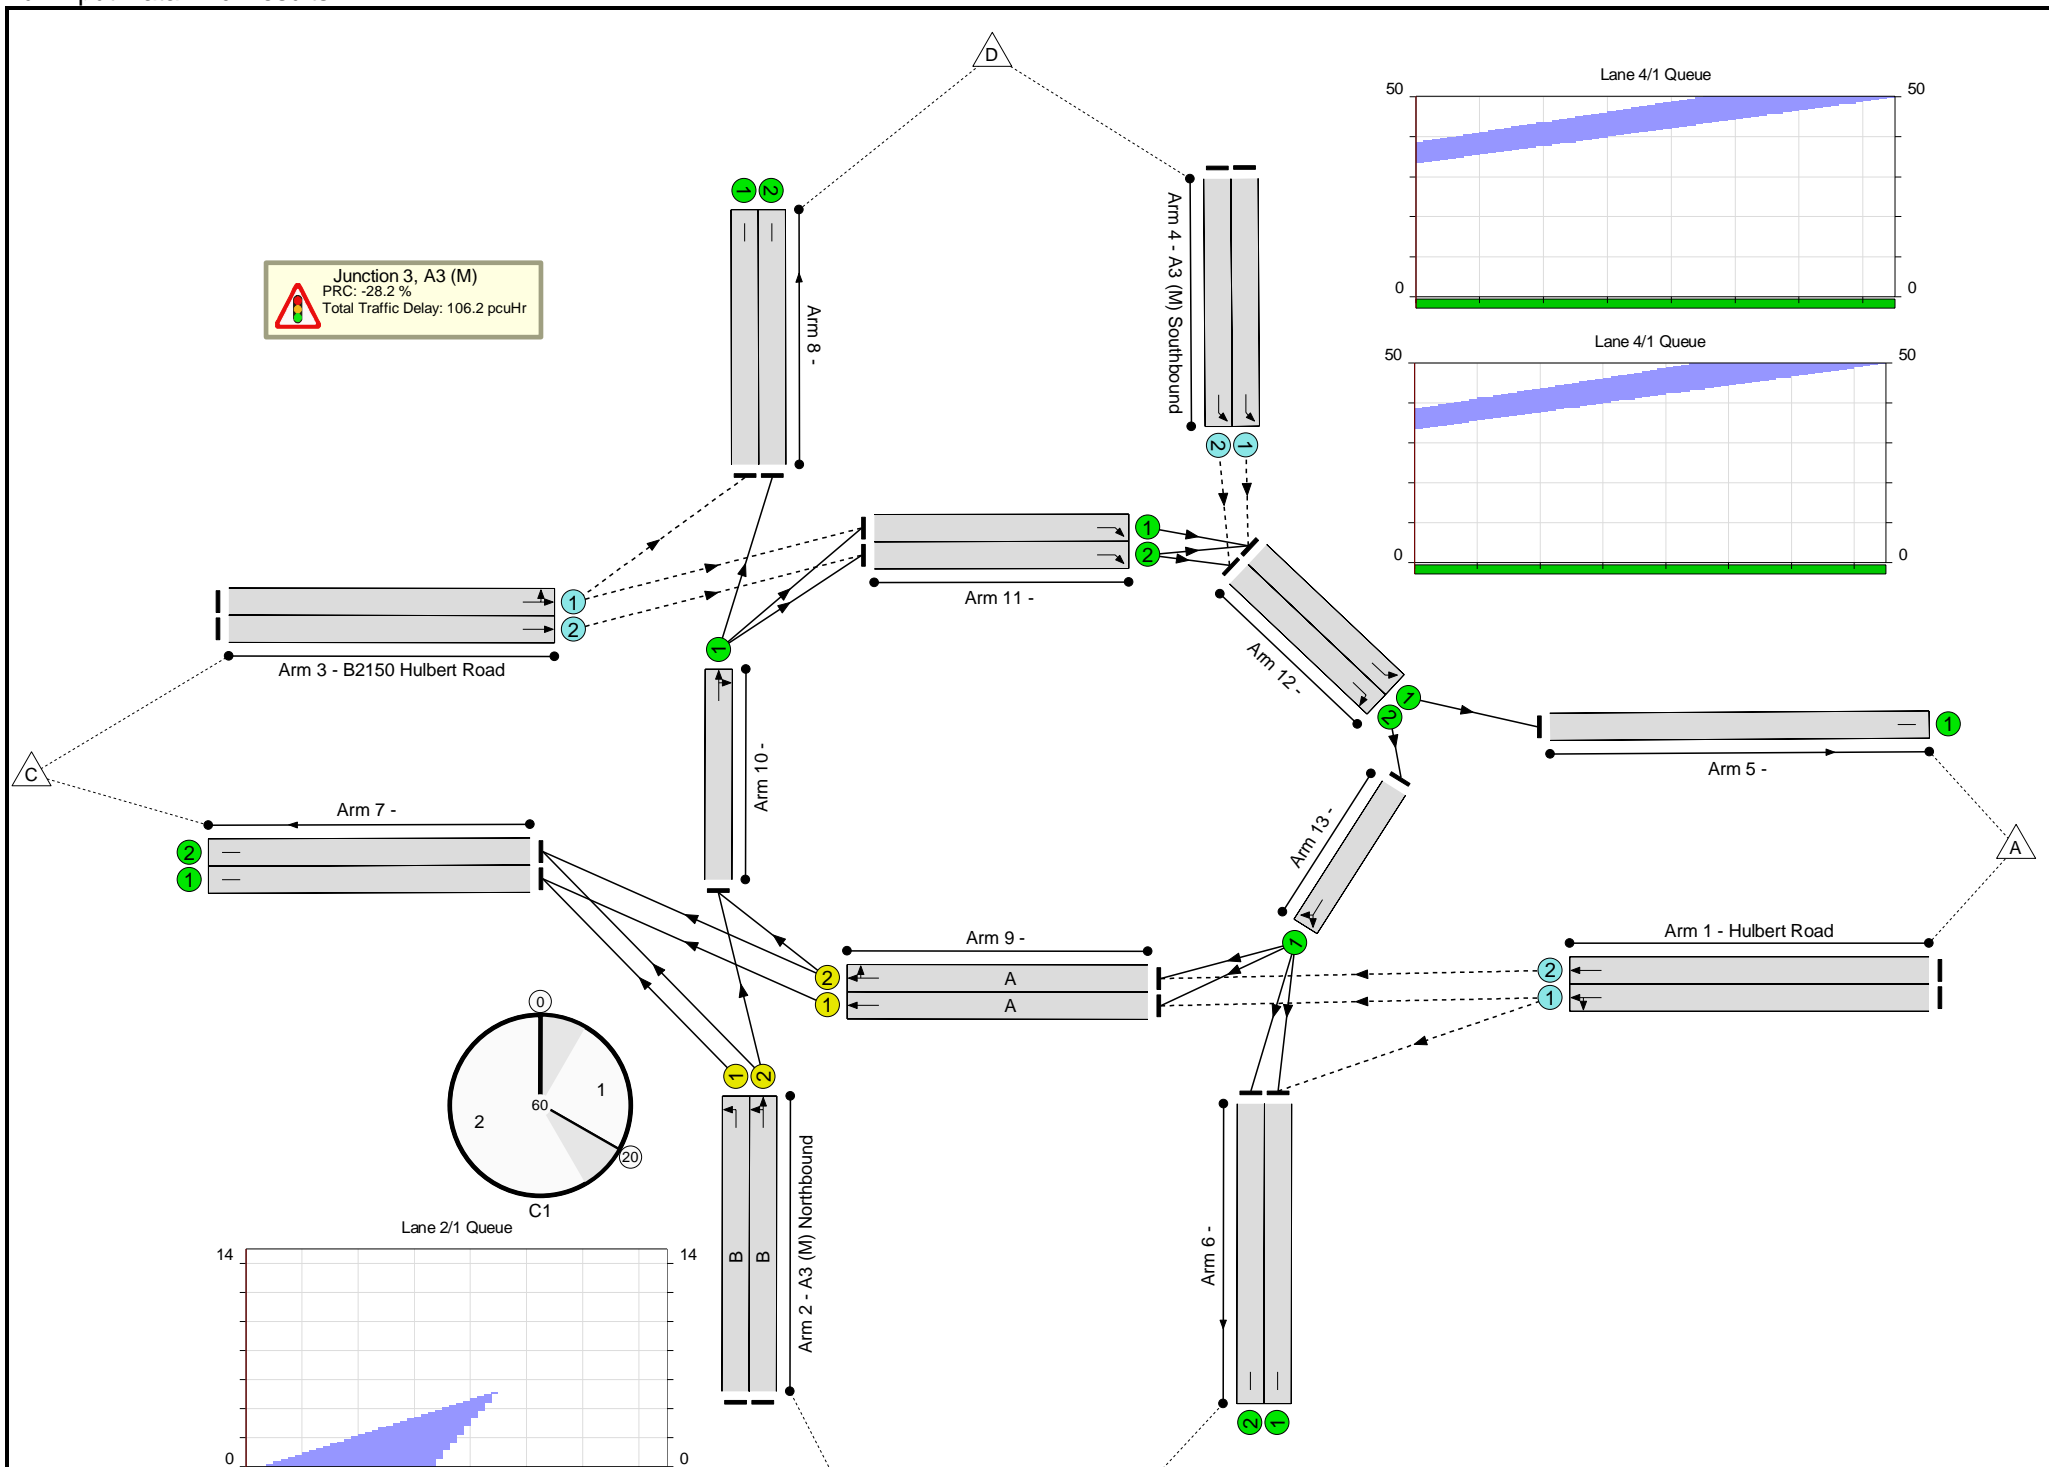 D
Lane 4/1 Queue
50
50
0
0
1
2
Arm 8 -
Arm 4 - A3 (M) Southbound
2
1
Junction 3, A3 (M)
PRC: -28.2 %
Total Traffic Delay: 106.2 pcuHr
Lane 4/1 Queue
50
50
0
0
1
2
Arm 11 -
1
2
Arm 3 - B2150 Hulbert Road
1
Arm 10 -
Arm 12 -
1
2
1
Arm 5 -
C
A
Arm 7 -
2
1
Arm 13 -
1
Arm 9 -
A
A
2
1
Arm 1 - Hulbert Road
2
1
0
1
60
2
20
C1
1
2
B
B
Arm 2 - A3 (M) Northbound
Arm 6 -
2
1
Lane 2/1 Queue
14
14
0
0